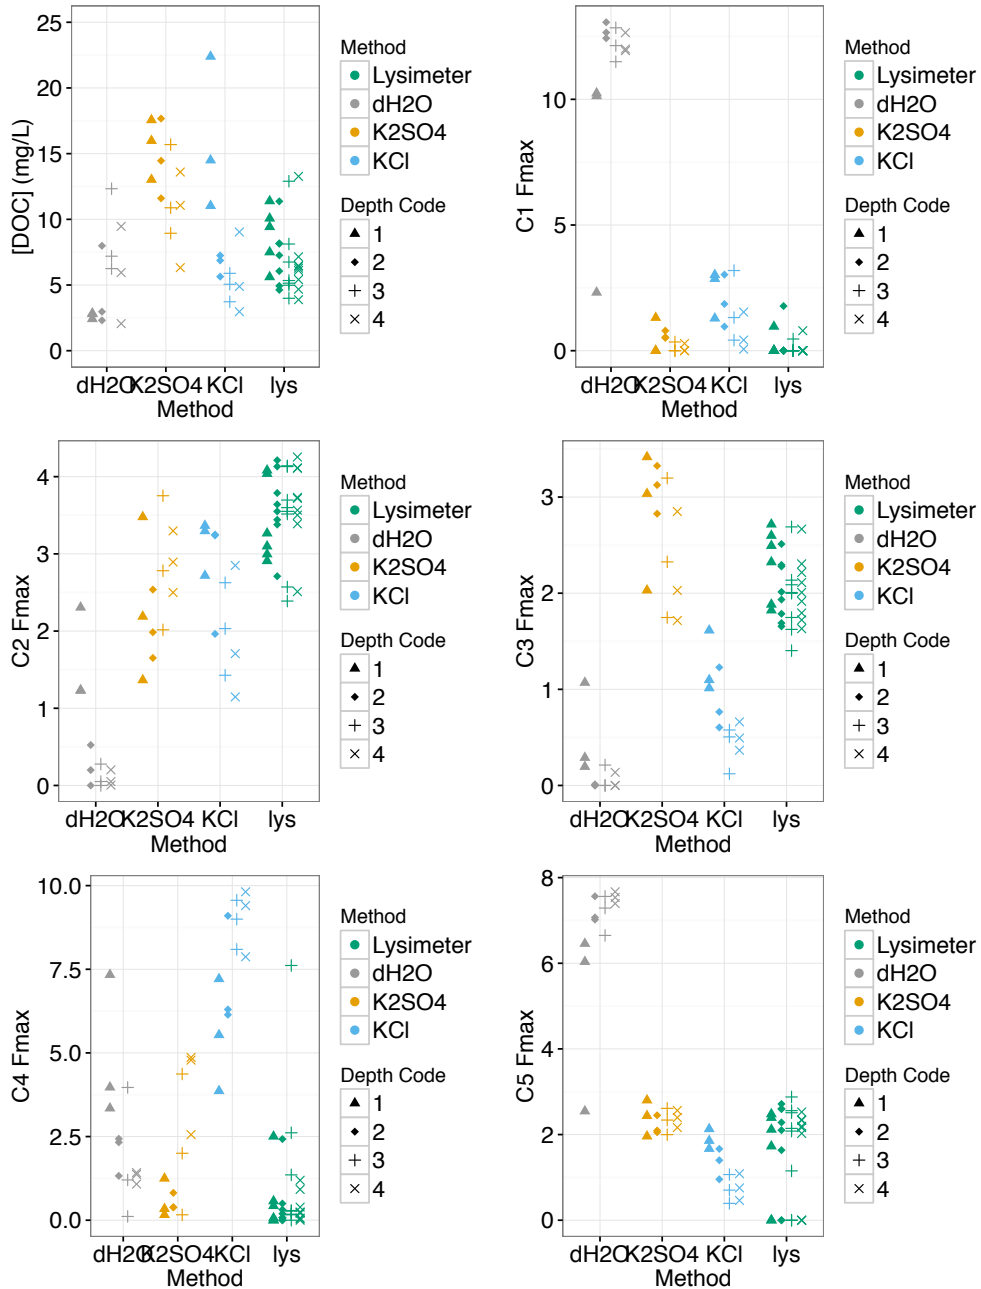 [DOC] (mg/L)
25
20
15
10
5
0
dH2O K2SO4 KCl lys
Method
Method
Lysimeter
dH2O
K2SO4
KCl
Depth Code
1
2
3
4
C1 Fmax
10
5
0
dH2O K2SO4 KCl lys
Method
Method
Lysimeter
dH2O
K2SO4
KCl
Depth Code
1
2
3
4
C2 Fmax
4
3
2
1
0
dH2O K2SO4 KCl lys
Method
Method
Lysimeter
dH2O
K2SO4
KCl
Depth Code
1
2
3
4
C3 Fmax
3
2
1
0
dH2O K2SO4 KCl lys
Method
Method
Lysimeter
dH2O
K2SO4
KCl
Depth Code
1
2
3
4
C4 Fmax
10.0
7.5
5.0
2.5
0.0
dH2O K2SO4 KCl lys
Method
Method
Lysimeter
dH2O
K2SO4
KCl
Depth Code
1
2
3
4
C5 Fmax
8
6
4
2
0
dH2O K2SO4 KCl lys
Method
Method
Lysimeter
dH2O
K2SO4
KCl
Depth Code
1
2
3
4